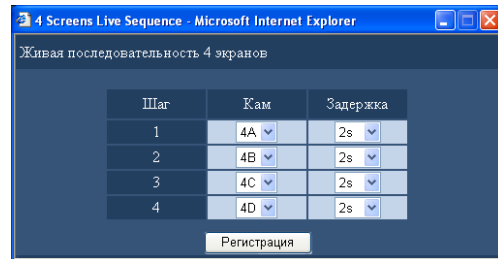 4 Screens Live Sequence - Microsoft Internet Explorer
Живая последовательность 4 экранов
Шаг Кам Задержка
1 4A 2s
2 4B 2s
3 4C 2s
4 4D 2s
Регистрация